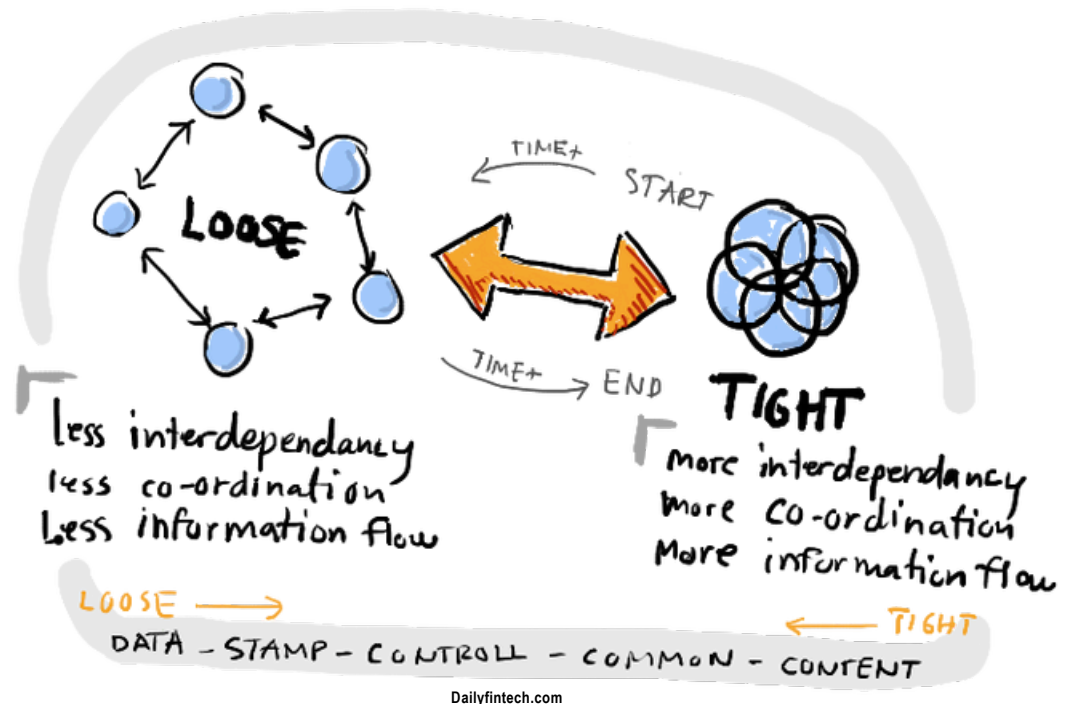 TIME+
START
LOOSE
TIME+
END
TIGHT
less interdependancy
less co-ordination
Less information flow
more interdependancy
more co-ordination
More information flow
LOOSE
TIGHT
DATA - STAMP - CONTROLL - COMMON - CONTENT
Dailyfintech.com